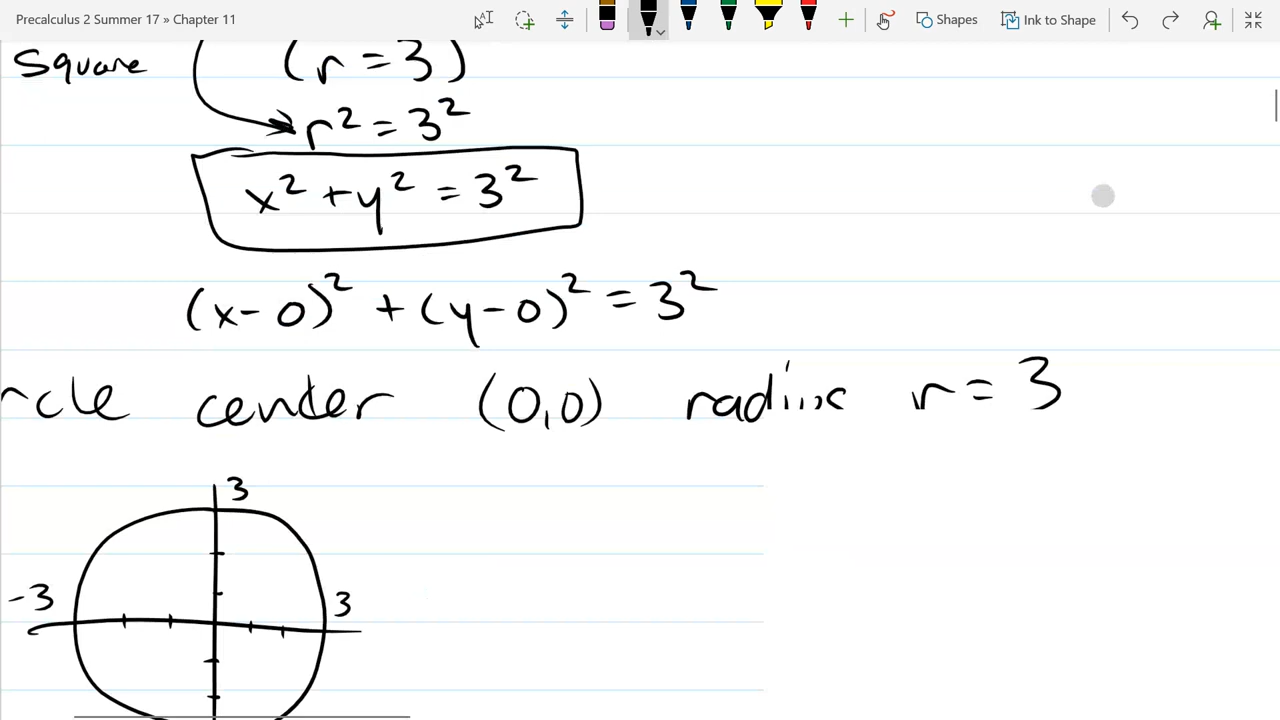 Precalculus 2 Summer 17 » Chapter 11
Shapes
Ink to Shape
Square
(r = 3)
r² = 3²
x² + y² = 3²
(x - 0)² + (y - 0)² = 3²
rcle center (0,0) radius r = 3
3
-3
3